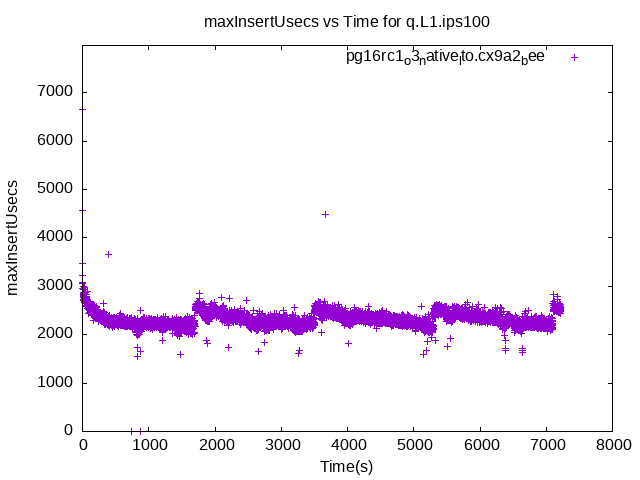 maxInsertUsecs vs Time for q.L1.ips100
pg16rc1_o3_native_lto.cx9a2_bee
7000
6000
5000
4000
3000
2000
1000
0
maxInsertUsecs
0 1000 2000 3000 4000 5000 6000 7000 8000
Time(s)